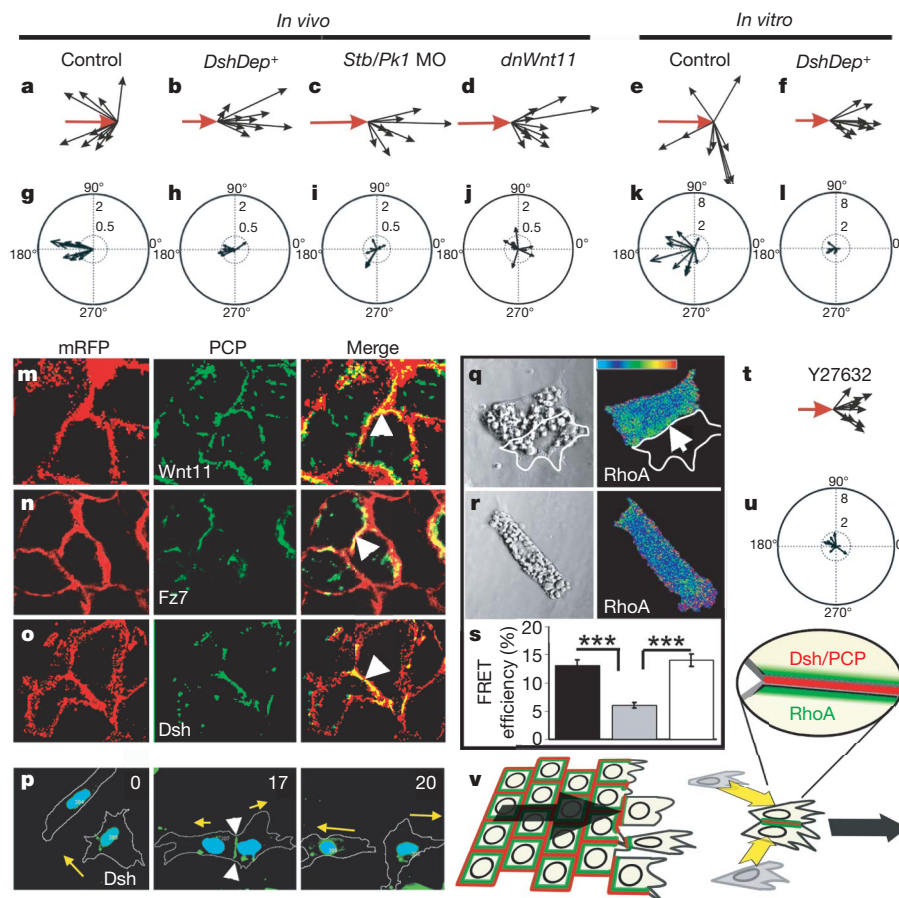 In vivo In vitro
Control DshDep+ Stb/Pk1 MO dnWnt11 Control DshDep+
a b c d e f
g h i j k l
90° 90° 90° 90° 90° 90°
2 2 2 2 8 8
0.5 0.5 0.5 0.5 2 2
180° 0° 180° 0° 180° 0° 180° 0° 180° 0° 180° 0°
270° 270° 270° 270° 270° 270°
mRFP PCP Merge
m
Wnt11
n
Fz7
o
Dsh
p 0 17 20
Dsh
q
RhoA
r
RhoA
s
FRET
efficiency (%)
20
15
10
5
0
*** ***
t
Y27632
u
90°
8
2
180° 0
270°
Dsh/PCP
RhoA
v